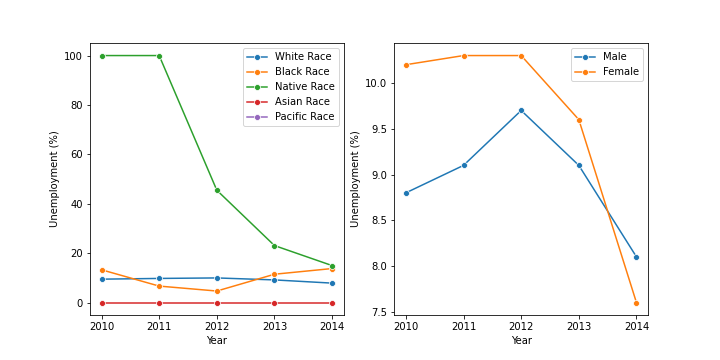 100
80
60
40
20
0
Unemployment (%)
2010 2011 2012 2013 2014
Year
White Race
Black Race
Native Race
Asian Race
Pacific Race
10.0
9.5
9.0
8.5
8.0
7.5
Unemployment (%)
2010 2011 2012 2013 2014
Year
Male
Female